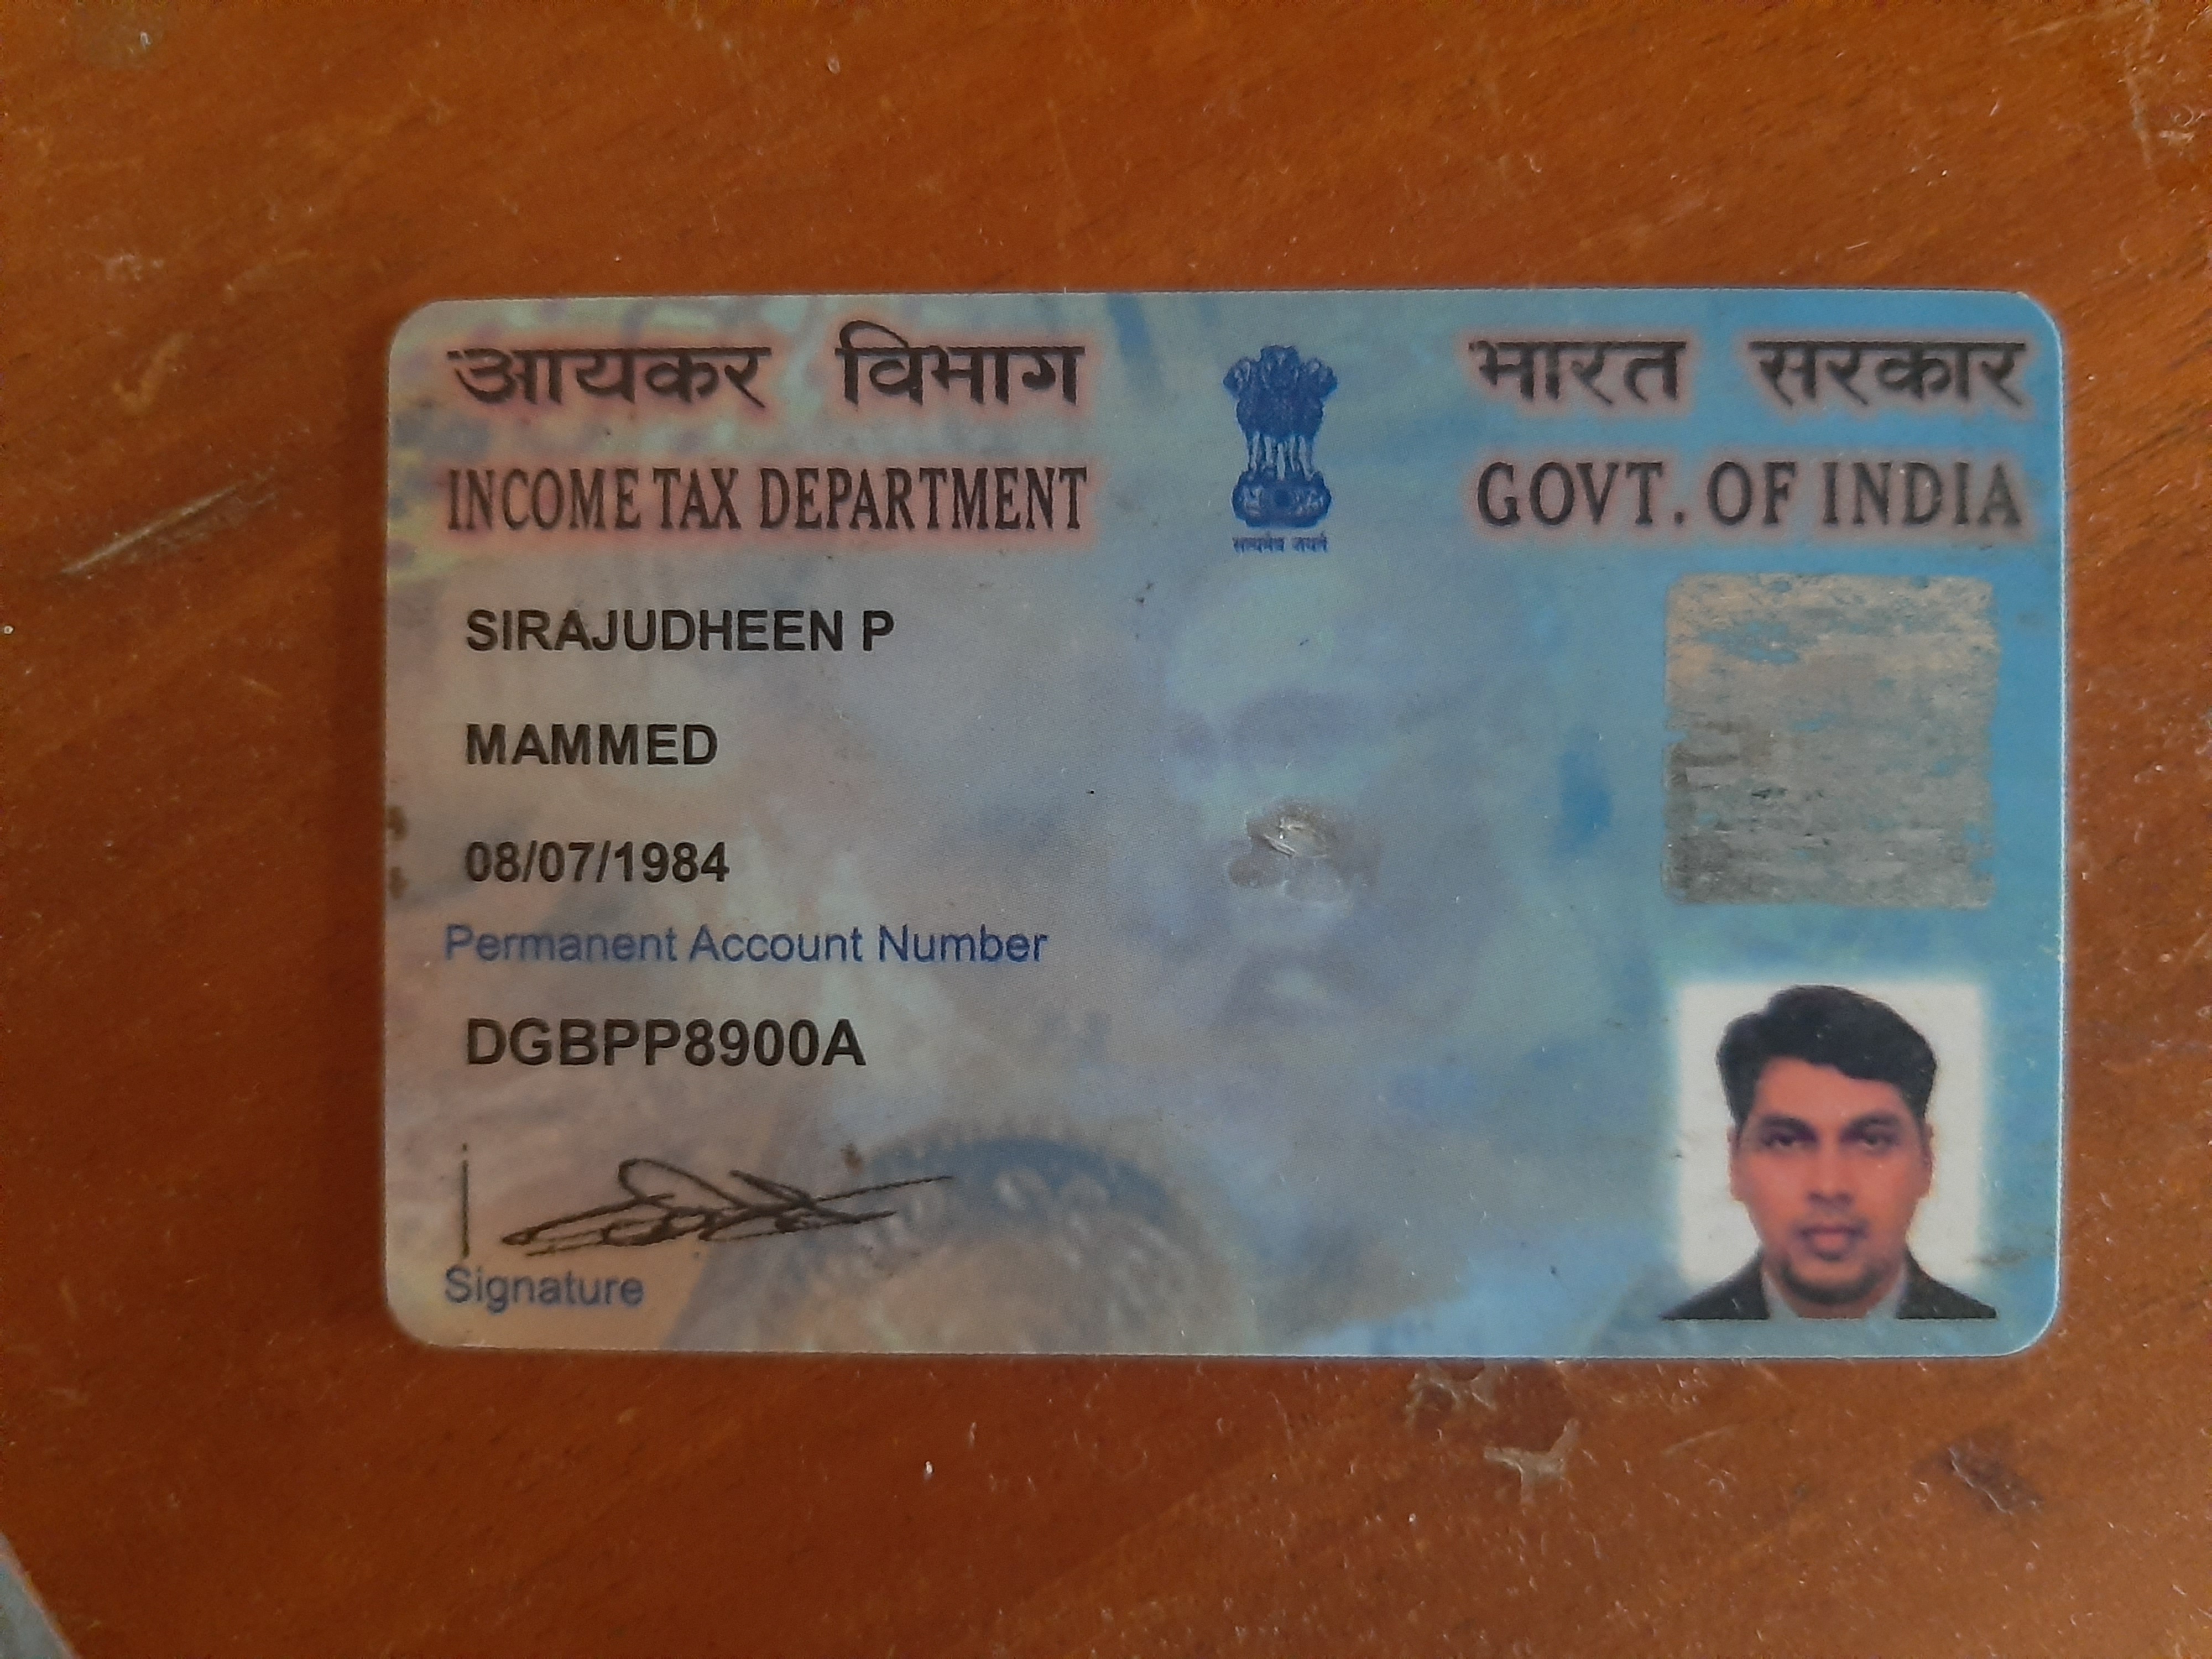 आयकर विभाग
INCOME TAX DEPARTMENT
भारत सरकार
GOVT. OF INDIA
सत्यमेव जयते
SIRAJUDHEEN P
MAMMED
08/07/1984
Permanent Account Number
DGBPP8900A
Signature